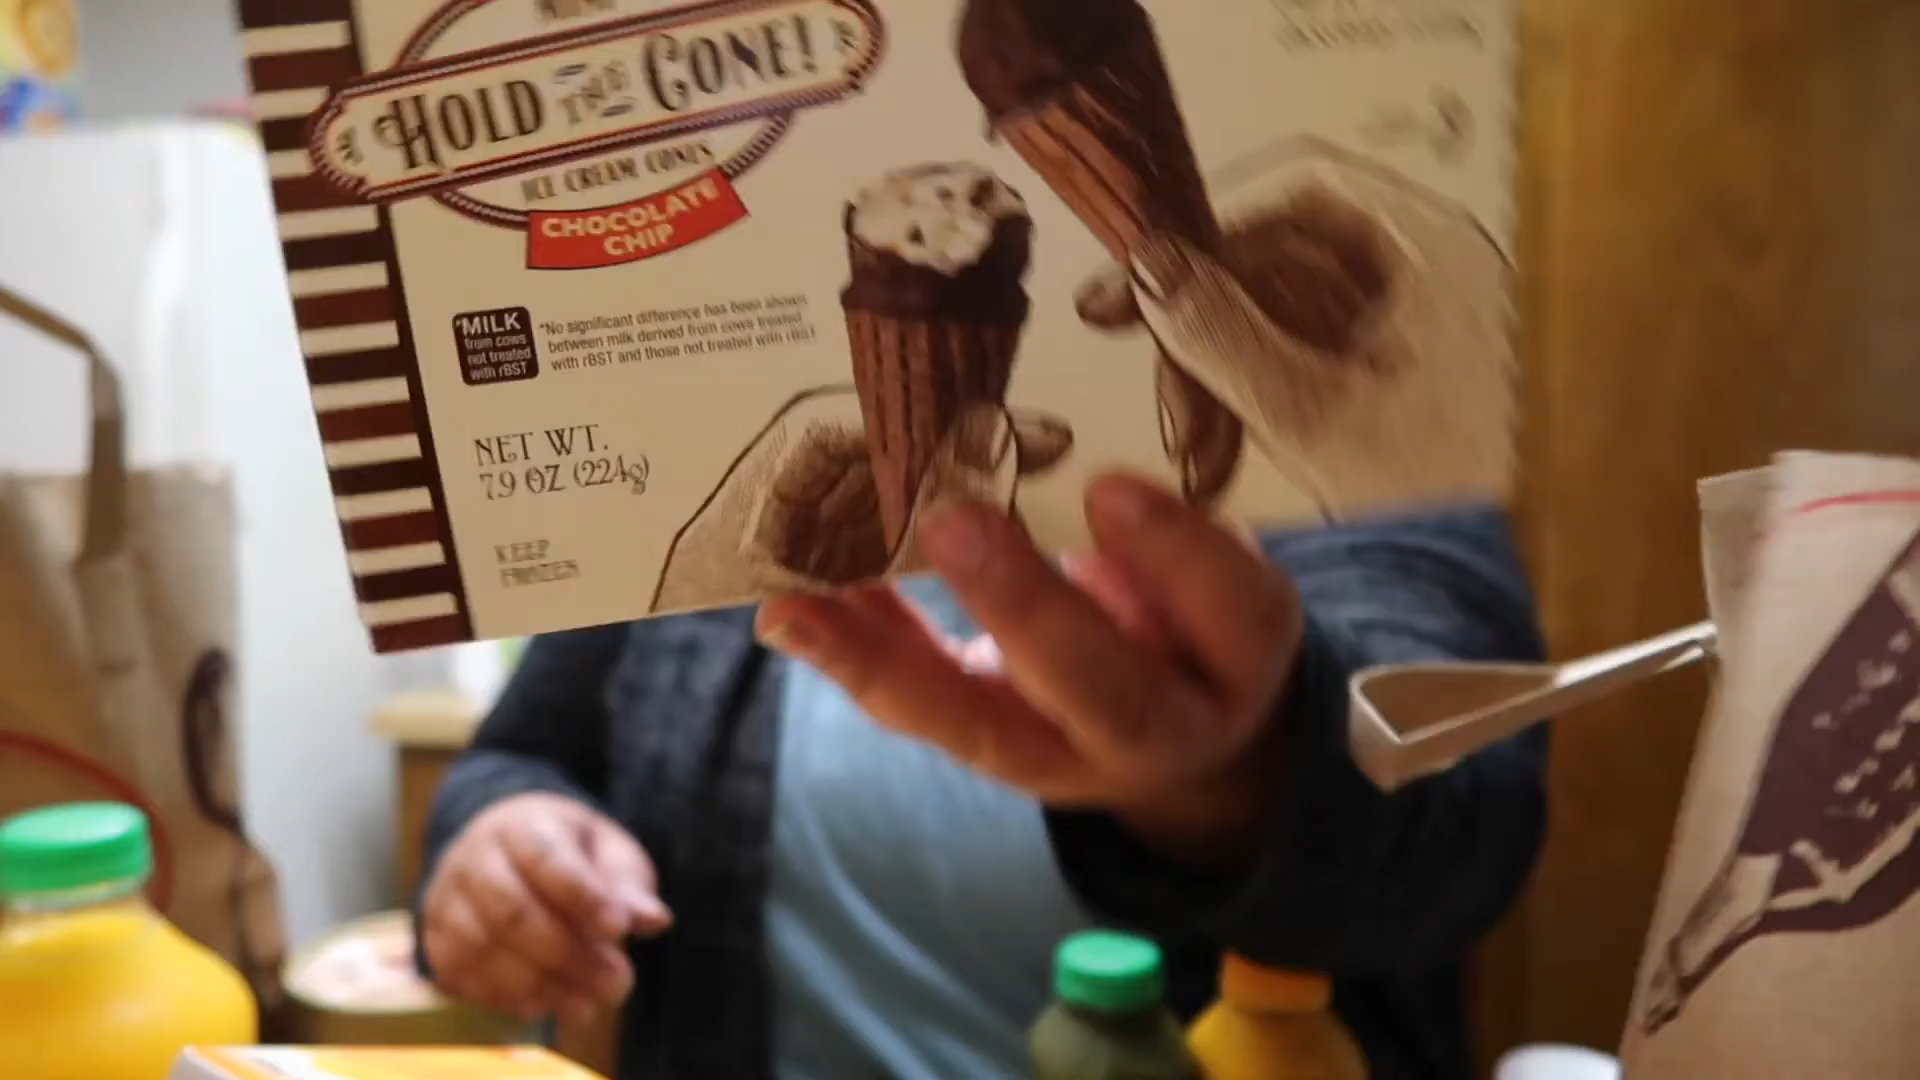 HOLD THE CONE!
ICE CREAM CONES
CHOCOLATE
CHIP
*MILK
from cows
not treated
with rBST
*No significant difference has been shown
between milk derived from cows treated
with rBST and those not treated with rBST
NET WT.
7.9 OZ (224g)
KEEP
FROZEN